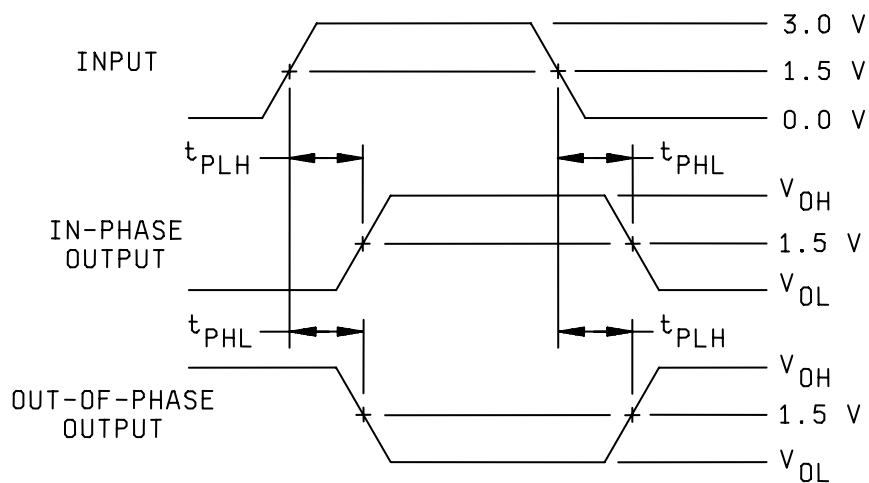 3.0 V
INPUT
1.5 V
0.0 V
tPLH
tPHL
VOH
IN-PHASE
OUTPUT
1.5 V
VOL
tPHL
tPLH
VOH
OUT-OF-PHASE
OUTPUT
1.5 V
VOL